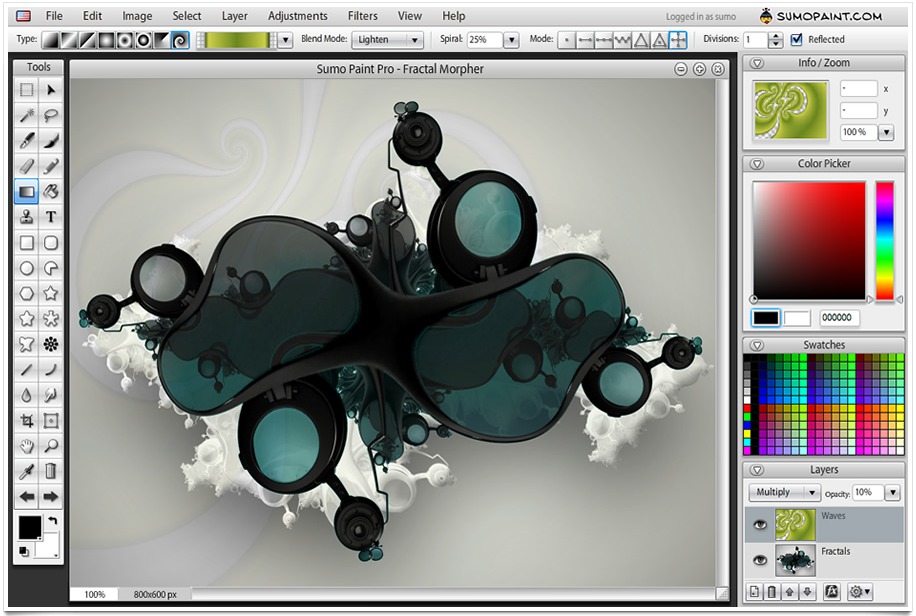 File Edit Image Select Layer Adjustments Filters View Help Logged in as sumo SUMOPAINT.COM
Type: Blend Mode: Lighten Spiral: 25% Mode: Divisions: 1 Reflected
Tools
Sumo Paint Pro - Fractal Morpher
Info / Zoom
- x
- y
100 %
Color Picker
000000
Swatches
Layers
Multiply Opacity: 10%
Waves
Fractals
T
100% 800x600 px